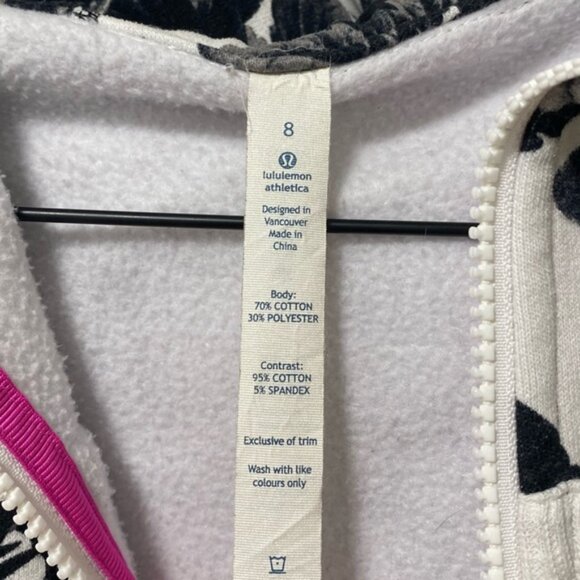 8
lululemon
athletica
Designed in
Vancouver
Made in
China
Body:
70% COTTON
30% POLYESTER
Contrast:
95% COTTON
5% SPANDEX
Exclusive of trim
Wash with like
colours only